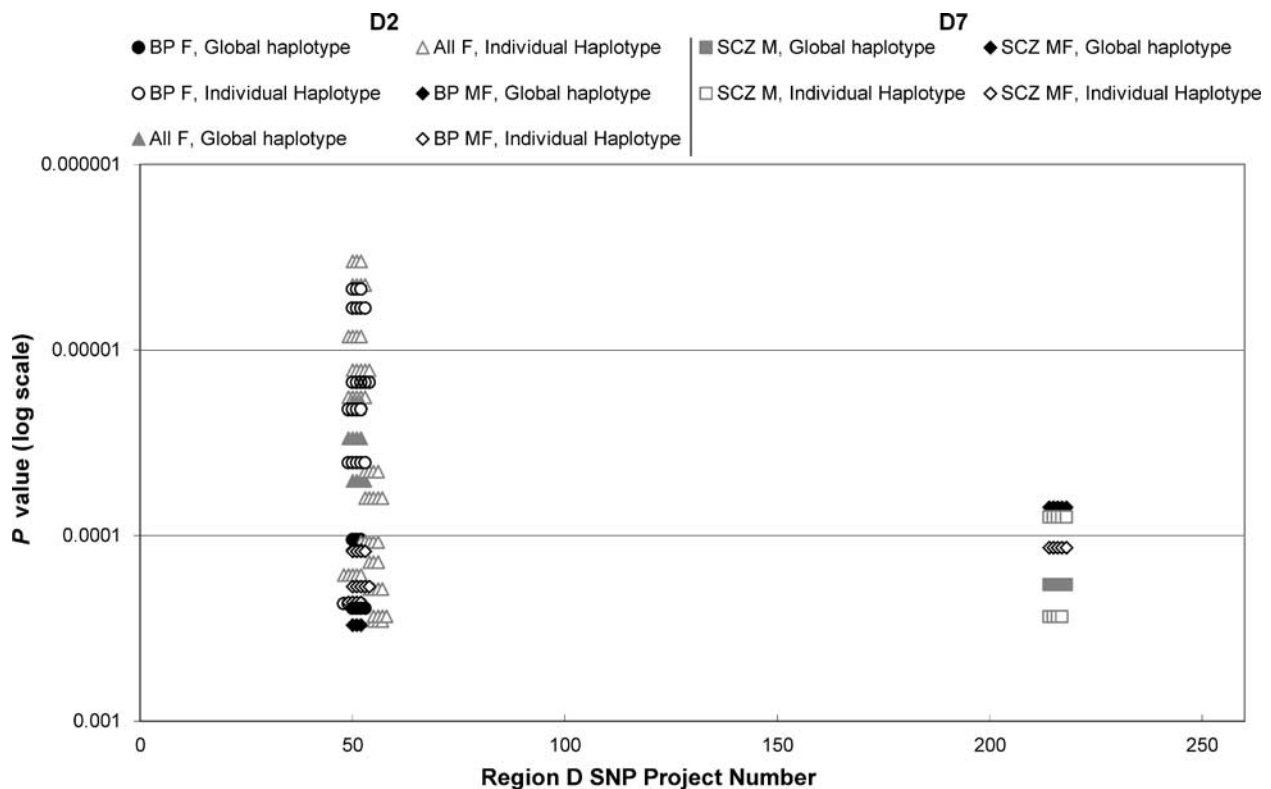 D2 D7
BP F, Global haplotype All F, Individual Haplotype SCZ M, Global haplotype SCZ MF, Global haplotype
BP F, Individual Haplotype BP MF, Global haplotype SCZ M, Individual Haplotype SCZ MF, Individual Haplotype
All F, Global haplotype BP MF, Individual Haplotype
0.000001
0.00001
0.0001
0.001
P value (log scale)
0 50 100 150 200 250
Region D SNP Project Number